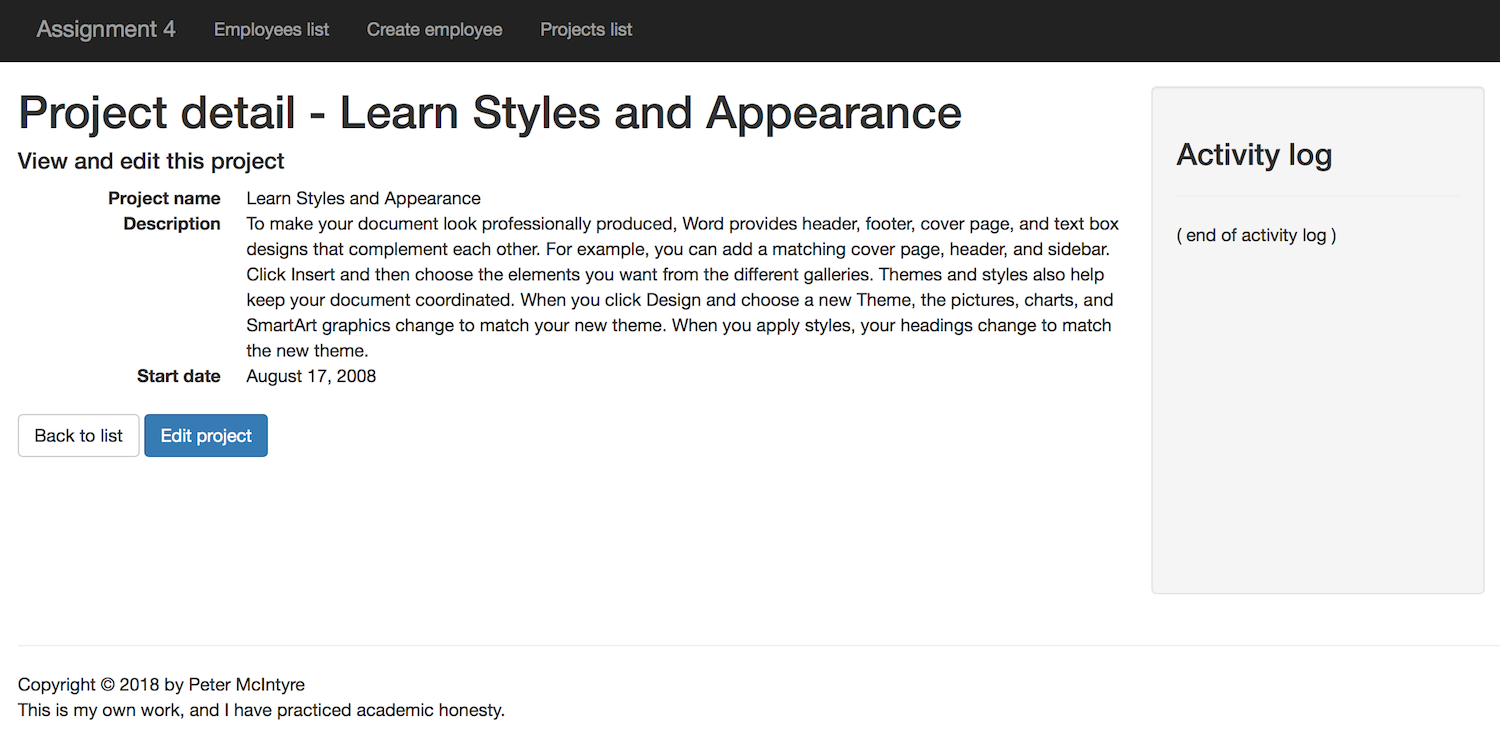 Assignment 4 Employees list Create employee Projects list
Project detail - Learn Styles and Appearance
View and edit this project
Project name Learn Styles and Appearance
Description To make your document look professionally produced, Word provides header, footer, cover page, and text box
designs that complement each other. For example, you can add a matching cover page, header, and sidebar.
Click Insert and then choose the elements you want from the different galleries. Themes and styles also help
keep your document coordinated. When you click Design and choose a new Theme, the pictures, charts, and
SmartArt graphics change to match your new theme. When you apply styles, your headings change to match
the new theme.
Start date August 17, 2008
Back to list Edit project
Activity log
( end of activity log )
Copyright © 2018 by Peter McIntyre
This is my own work, and I have practiced academic honesty.